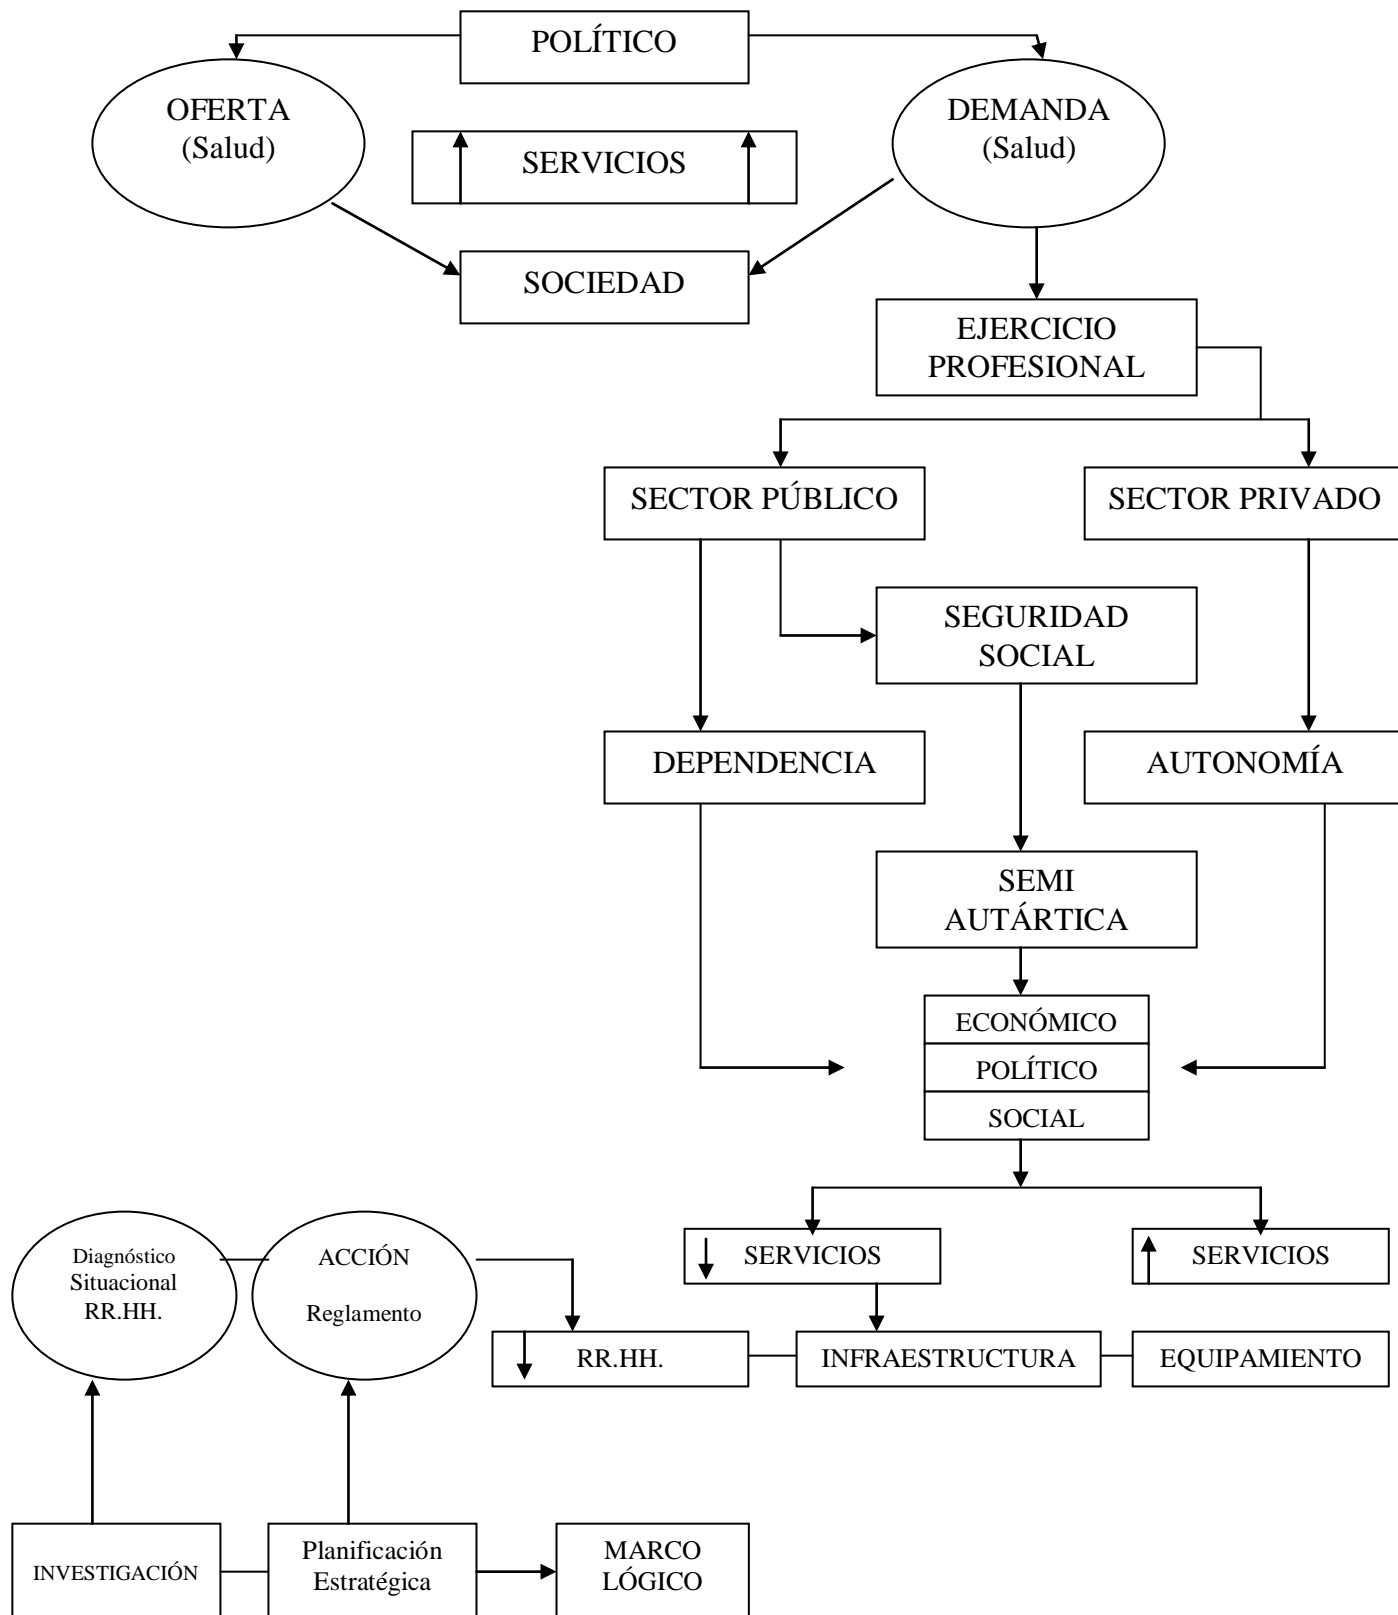 POLÍTICO
OFERTA
(Salud)
DEMANDA
(Salud)
SERVICIOS
SOCIEDAD
EJERCICIO
PROFESIONAL
SECTOR PÚBLICO
SECTOR PRIVADO
SEGURIDAD
SOCIAL
DEPENDENCIA
AUTONOMÍA
SEMI
AUTÁRTICA
ECONÓMICO
POLÍTICO
SOCIAL
Diagnóstico
Situacional
RR.HH.
ACCIÓN
Reglamento
SERVICIOS
SERVICIOS
RR.HH.
INFRAESTRUCTURA
EQUIPAMIENTO
INVESTIGACIÓN
Planificación
Estratégica
MARCO
LÓGICO